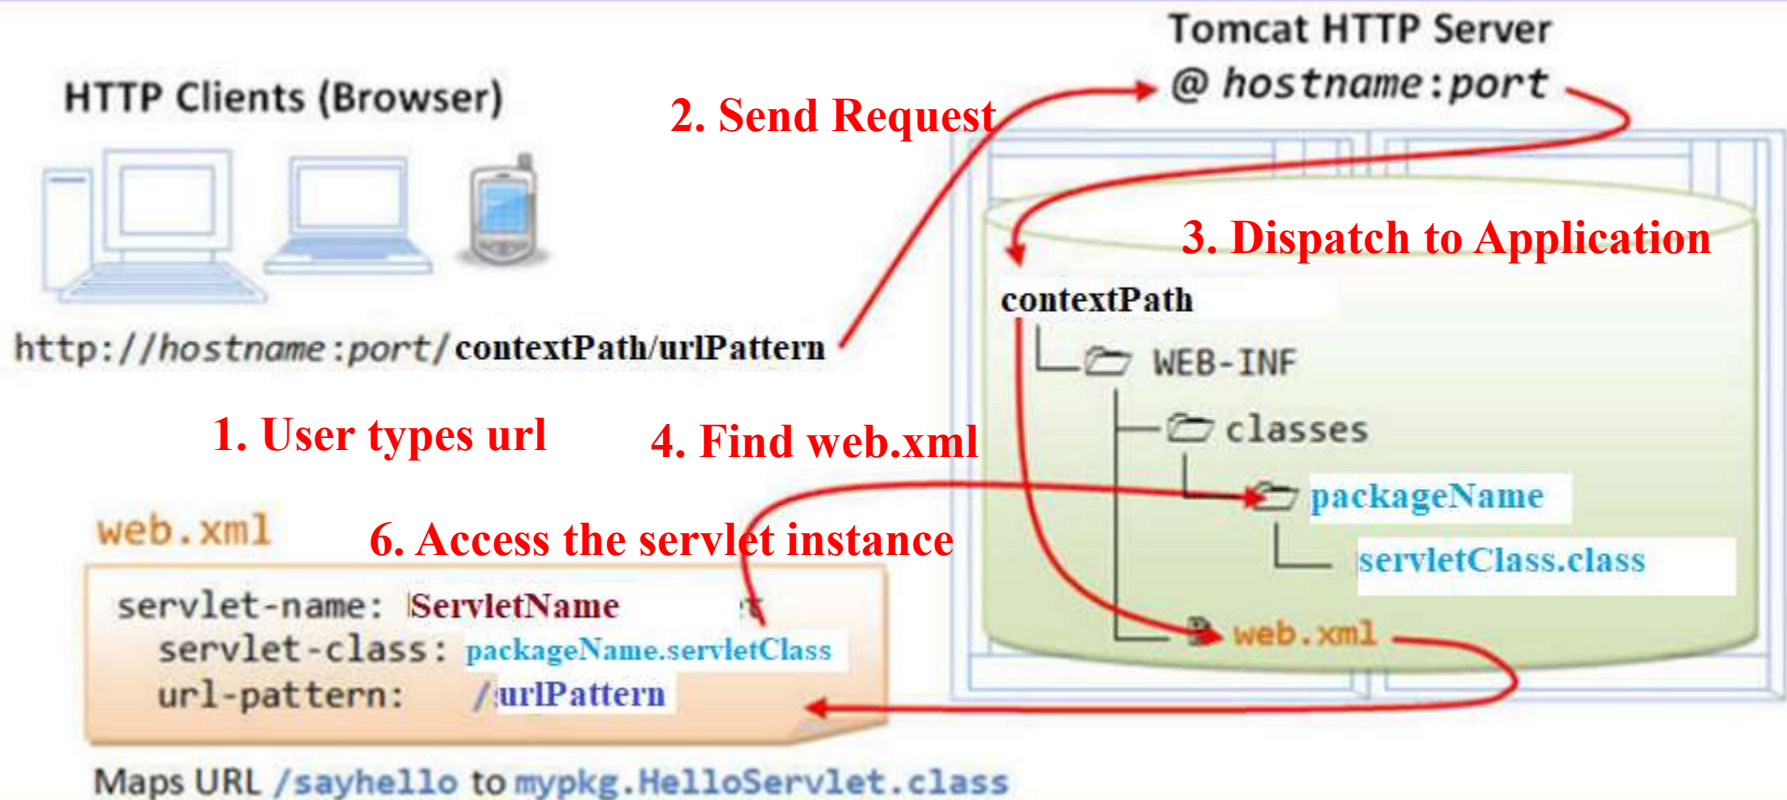 Tomcat HTTP Server
@ hostname:port
HTTP Clients (Browser)
2. Send Request
3. Dispatch to Application
contextPath
http://hostname:port/contextPath/urlPattern
WEB-INF
1. User types url
4. Find web.xml
classes
packageName
servletClass.class
web.xml
web.xml
6. Access the servlet instance
servlet-name: ServletName
servlet-class: packageName.servletClass
url-pattern: /urlPattern
Maps URL /sayhello to mypkg.HelloServlet.class